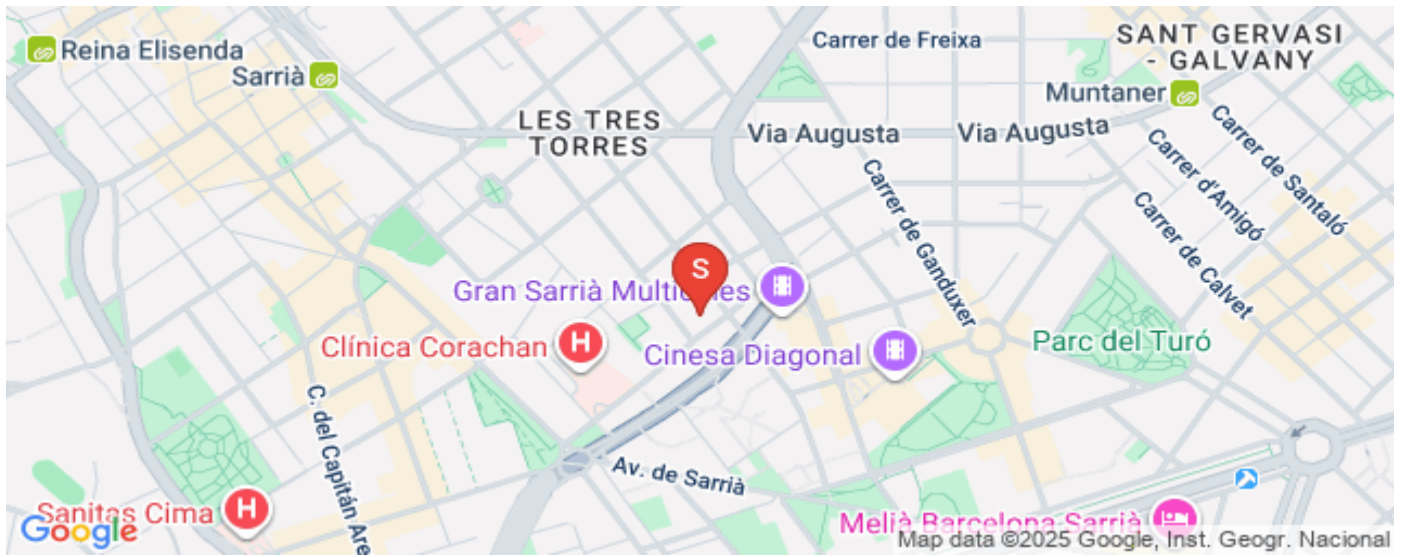 Reina Elisenda
Sarrià
LES TRES
TORRES
Carrer de Freixa
SANT GERVASI
- GALVANY
Muntaner
Via Augusta
Via Augusta
Carrer de Santaló
Carrer d'Amigó
Carrer de Calvet
Carrer de Ganduxer
S
Gran Sarrià Multicines
Clínica Corachan
H
Cinesa Diagonal
Parc del Turó
C. del Capitán Are
Av. de Sarrià
Sanitas Cima
H
Melià Barcelona Sarrià
Google
Map data ©2025 Google, Inst. Geogr. Nacional